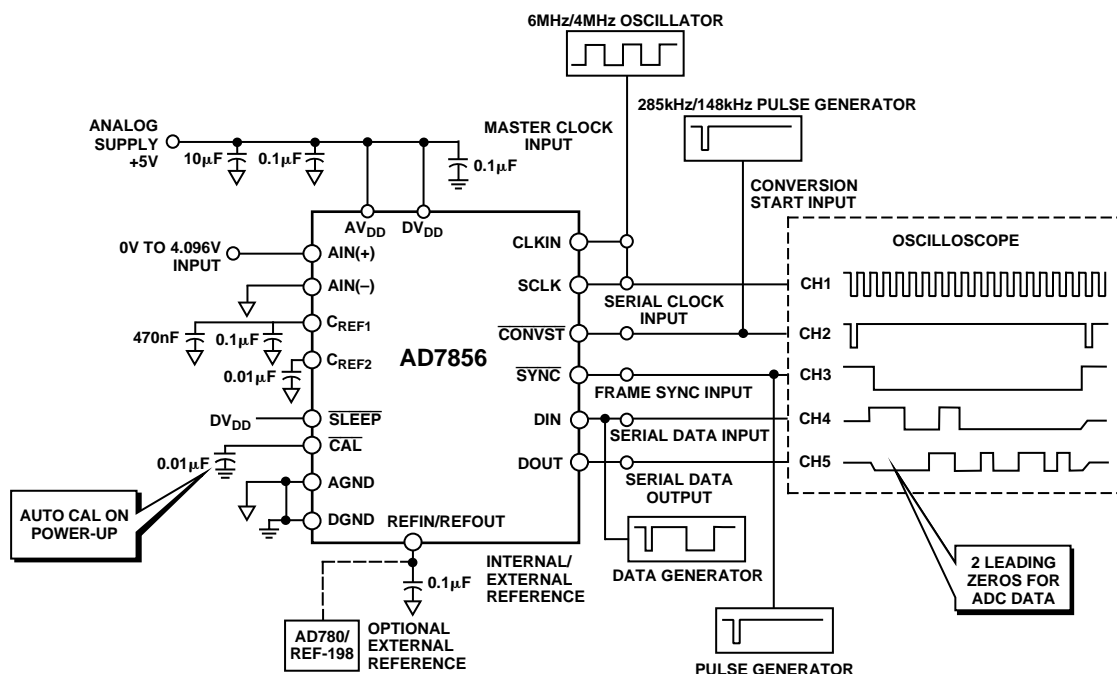 6MHz/4MHz OSCILLATOR
285kHz/148kHz PULSE GENERATOR
ANALOG
SUPPLY
+5V
10μF
0.1μF
0.1μF
MASTER CLOCK
INPUT
CONVERSION
START INPUT
AVDD
DVDD
0V TO 4.096V
INPUT
AIN(+)
AIN(–)
CREF1
470nF
0.1μF
CREF2
0.01μF
DVDD
SLEEP
CAL
0.01μF
AGND
DGND
REFIN/REFOUT
AD7856
CLKIN
SCLK
CONVST
SYNC
DIN
DOUT
SERIAL CLOCK
INPUT
FRAME SYNC INPUT
SERIAL DATA INPUT
SERIAL DATA
OUTPUT
OSCILLOSCOPE
CH1
CH2
CH3
CH4
CH5
AUTO CAL ON
POWER-UP
INTERNAL/
EXTERNAL
REFERENCE
0.1μF
AD780/
REF-198
OPTIONAL
EXTERNAL
REFERENCE
DATA GENERATOR
PULSE GENERATOR
2 LEADING
ZEROS FOR
ADC DATA